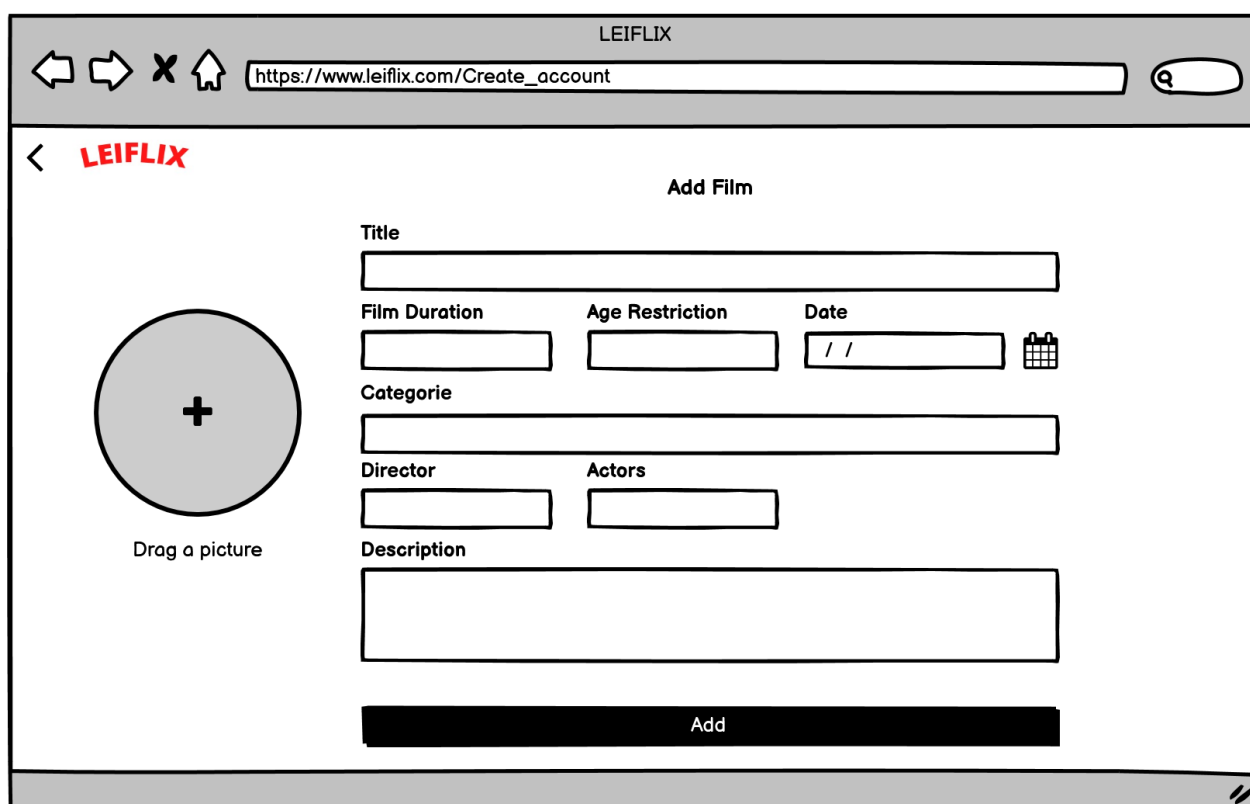 LEIFLIX
https://www.leiflix.com/Create_account
LEIFLIX
Add Film
Title
Film Duration Age Restriction Date
/ /
Categorie
Director Actors
Drag a picture
Description
Add